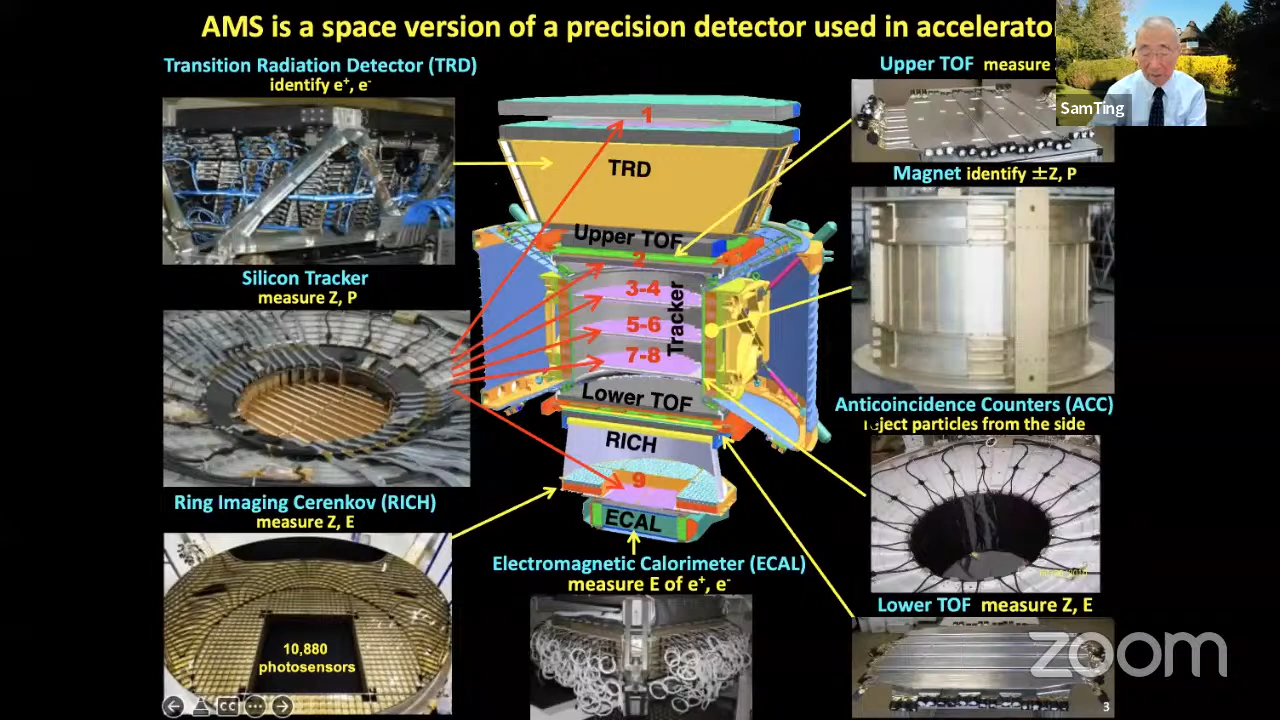 AMS is a space version of a precision detector used in accelerato
Transition Radiation Detector (TRD)
identify e⁺, e⁻
Upper TOF measure
SamTing
1
TRD
Magnet identify ±Z, P
Upper TOF
Silicon Tracker
measure Z, P
2
3-4
5-6
7-8
Tracker
Lower TOF
Anticoincidence Counters (ACC)
reject particles from the side
RICH
9
Ring Imaging Cerenkov (RICH)
measure Z, E
ECAL
Electromagnetic Calorimeter (ECAL)
measure E of e⁺, e⁻
Lower TOF measure Z, E
10,880
photosensors
zoom
CC
3